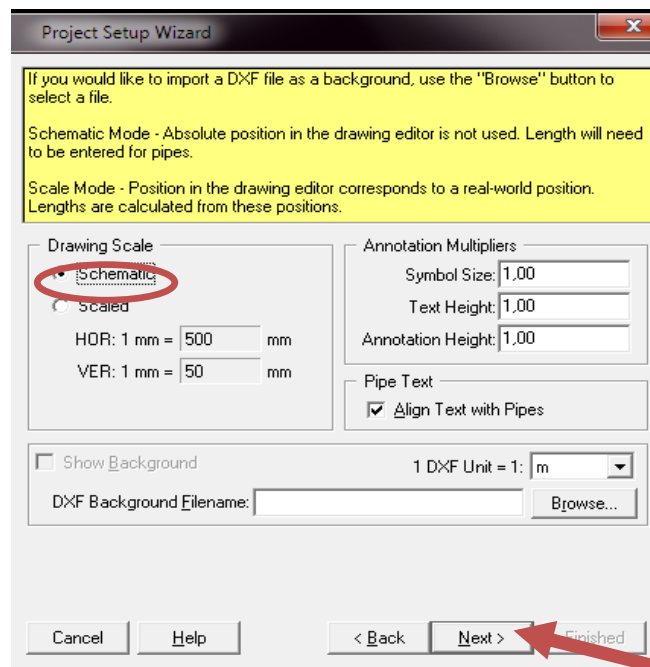 Project Setup Wizard
If you would like to import a DXF file as a background, use the "Browse" button to
select a file.
Schematic Mode - Absolute position in the drawing editor is not used. Length will need
to be entered for pipes.
Scale Mode - Position in the drawing editor corresponds to a real-world position.
Lengths are calculated from these positions.
Drawing Scale
Schematic
Scaled
HOR: 1 mm = 500 mm
VER: 1 mm = 50 mm
Annotation Multipliers
Symbol Size: 1,00
Text Height: 1,00
Annotation Height: 1,00
Pipe Text
Align Text with Pipes
Show Background
1 DXF Unit = 1: m
DXF Background Filename:
Browse...
Cancel
Help
< Back
Next >
Finished